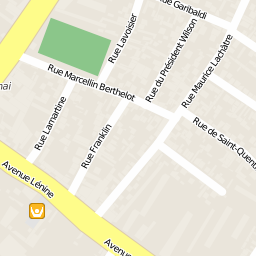 Rue Garibaldi
Rue Lavoisier
Rue du Président Wilson
Rue Maurice Lachâtre
Rue Marcellin Berthelot
Rue Lamartine
Rue Franklin
Rue de Saint-Quen
Avenue Lénine
Avenue